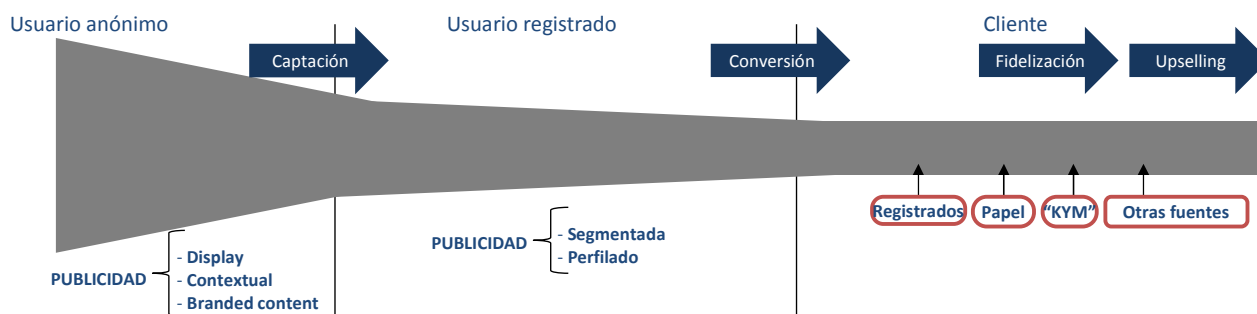 Usuario anónimo
Usuario registrado
Cliente
Captación
Conversión
Fidelización
Upselling
Registrados
Papel
“KYM”
Otras fuentes
PUBLICIDAD
- Display
- Contextual
- Branded content
PUBLICIDAD
- Segmentada
- Perfilado